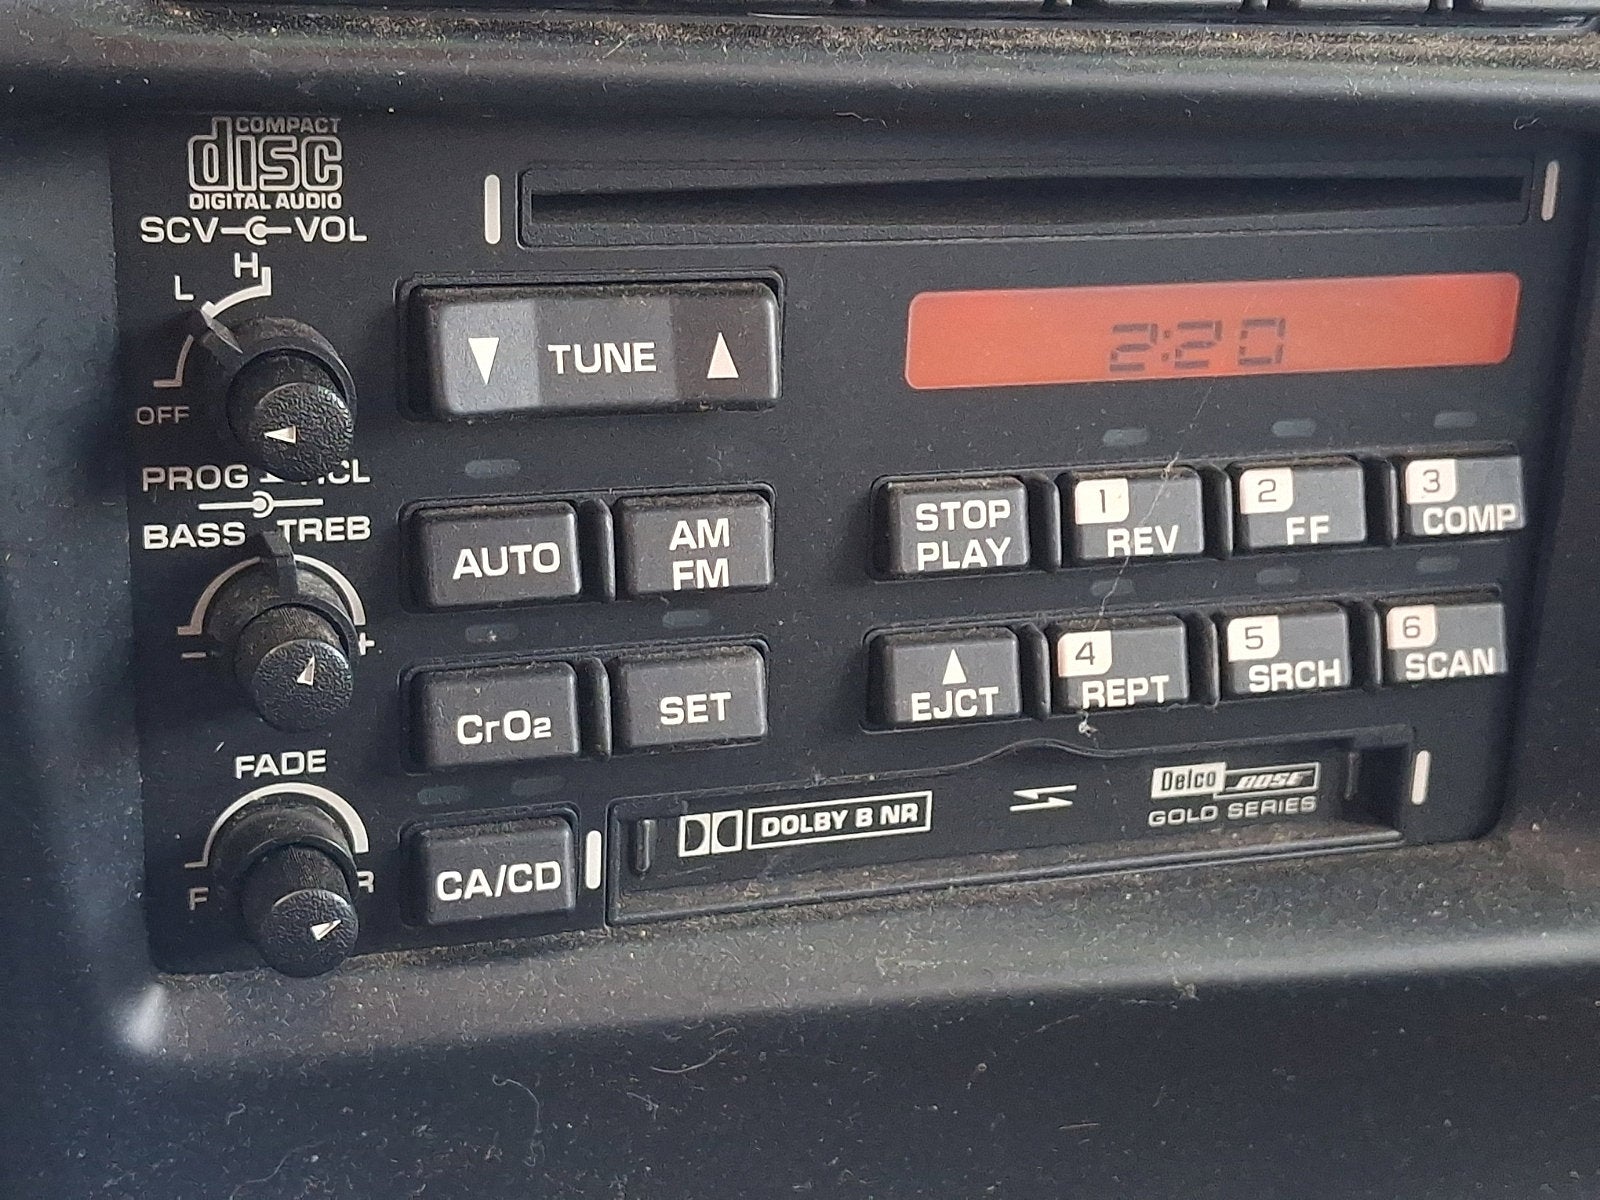 COMPACT
disc
DIGITAL AUDIO
SCV VOL
H
L
OFF
TUNE
2:20
PROG
BASS TREB
- +
AUTO
AM
FM
STOP
PLAY
1
REV
2
FF
3
COMP
CrO2
SET
EJCT
4
REPT
5
SRCH
6
SCAN
FADE
F R
CA/CD
DOLBY B NR
Delco BOSE
GOLD SERIES